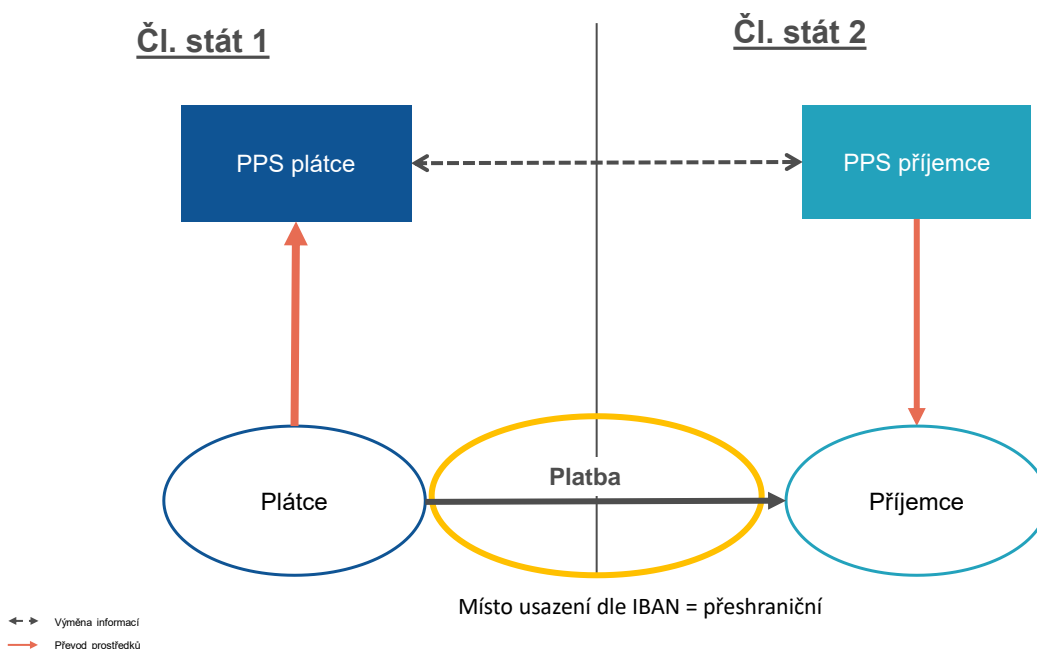 Čl. stát 1
Čl. stát 2
PPS plátce
PPS příjemce
Platba
Plátce
Příjemce
Místo usazení dle IBAN = přeshraniční
Výměna informací
Převod prostředků